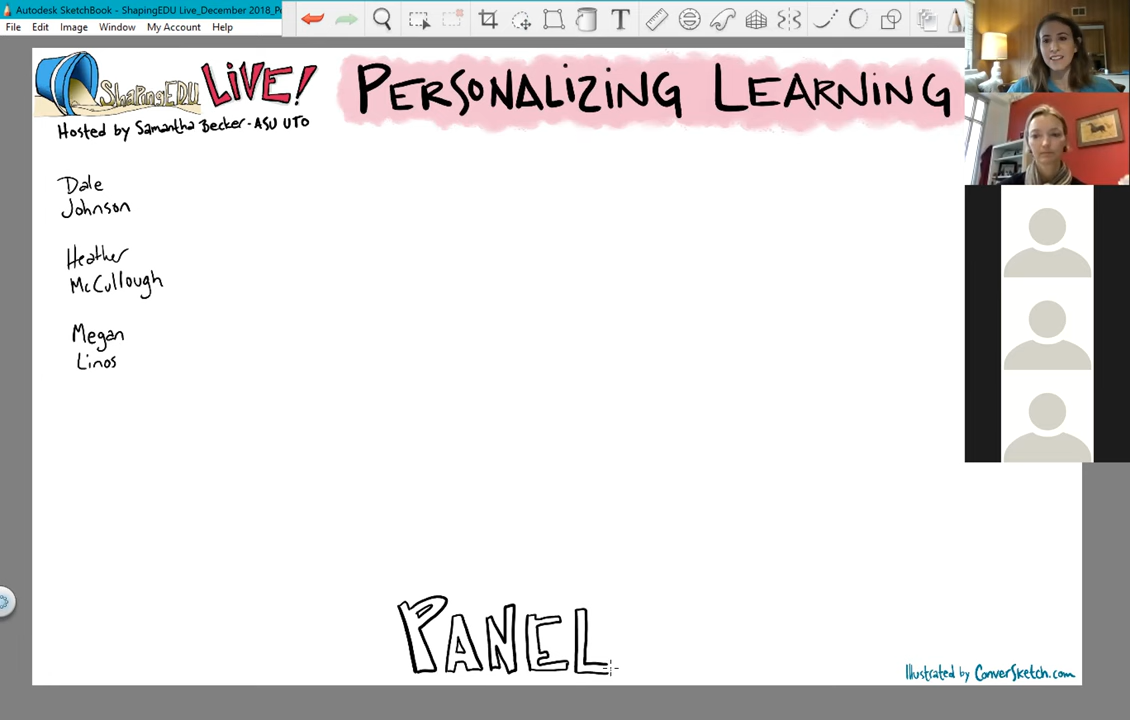 Autodesk SketchBook - ShapingEDU Live_December 2018_P
File Edit Image Window My Account Help
T
ShapingEDU LIVE!
Hosted by Samantha Becker - ASU UTO
PERSONALIZING LEARNING
Dale
Johnson
Heather
McCullough
Megan
Linos
PANEL
Illustrated by ConverSketch.com